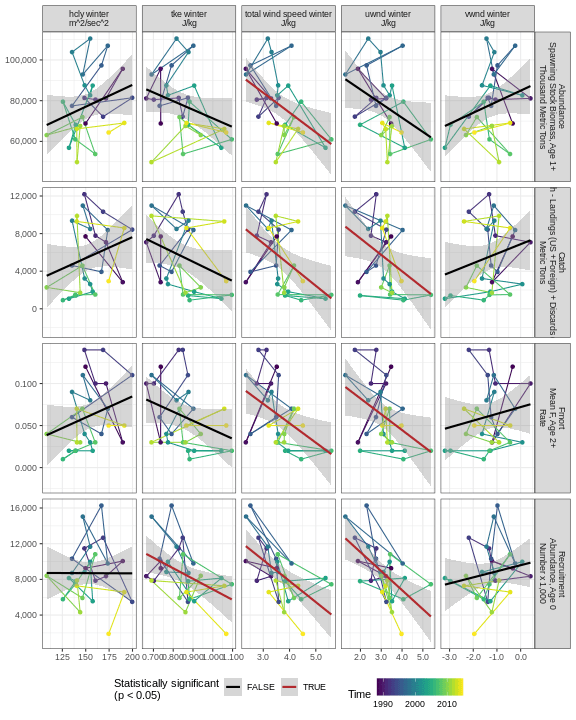 hcly winter
m^2/sec^2
tke winter
J/kg
total wind speed winter
J/kg
uwnd winter
J/kg
vwnd winter
J/kg
100,000
80,000
60,000
Abundance
Spawning Stock Biomass, Age 1+
Thousand Metric Tons
12,000
8,000
4,000
0
Catch
h - Landings (US +Foreign) + Discards
Metric Tons
0.100
0.050
0.000
Fmort
Mean F, Age 2+
Rate
16,000
12,000
8,000
4,000
Recruitment
Abundance, Age 0
Number x 1,000
125 150 175 200
0.700 0.800 0.900 1.000 1.100
3.0 4.0 5.0
2.0 3.0 4.0 5.0
-3.0 -2.0 -1.0 0.0
Statistically significant
(p < 0.05)
FALSE
TRUE
Time
1990 2000 2010